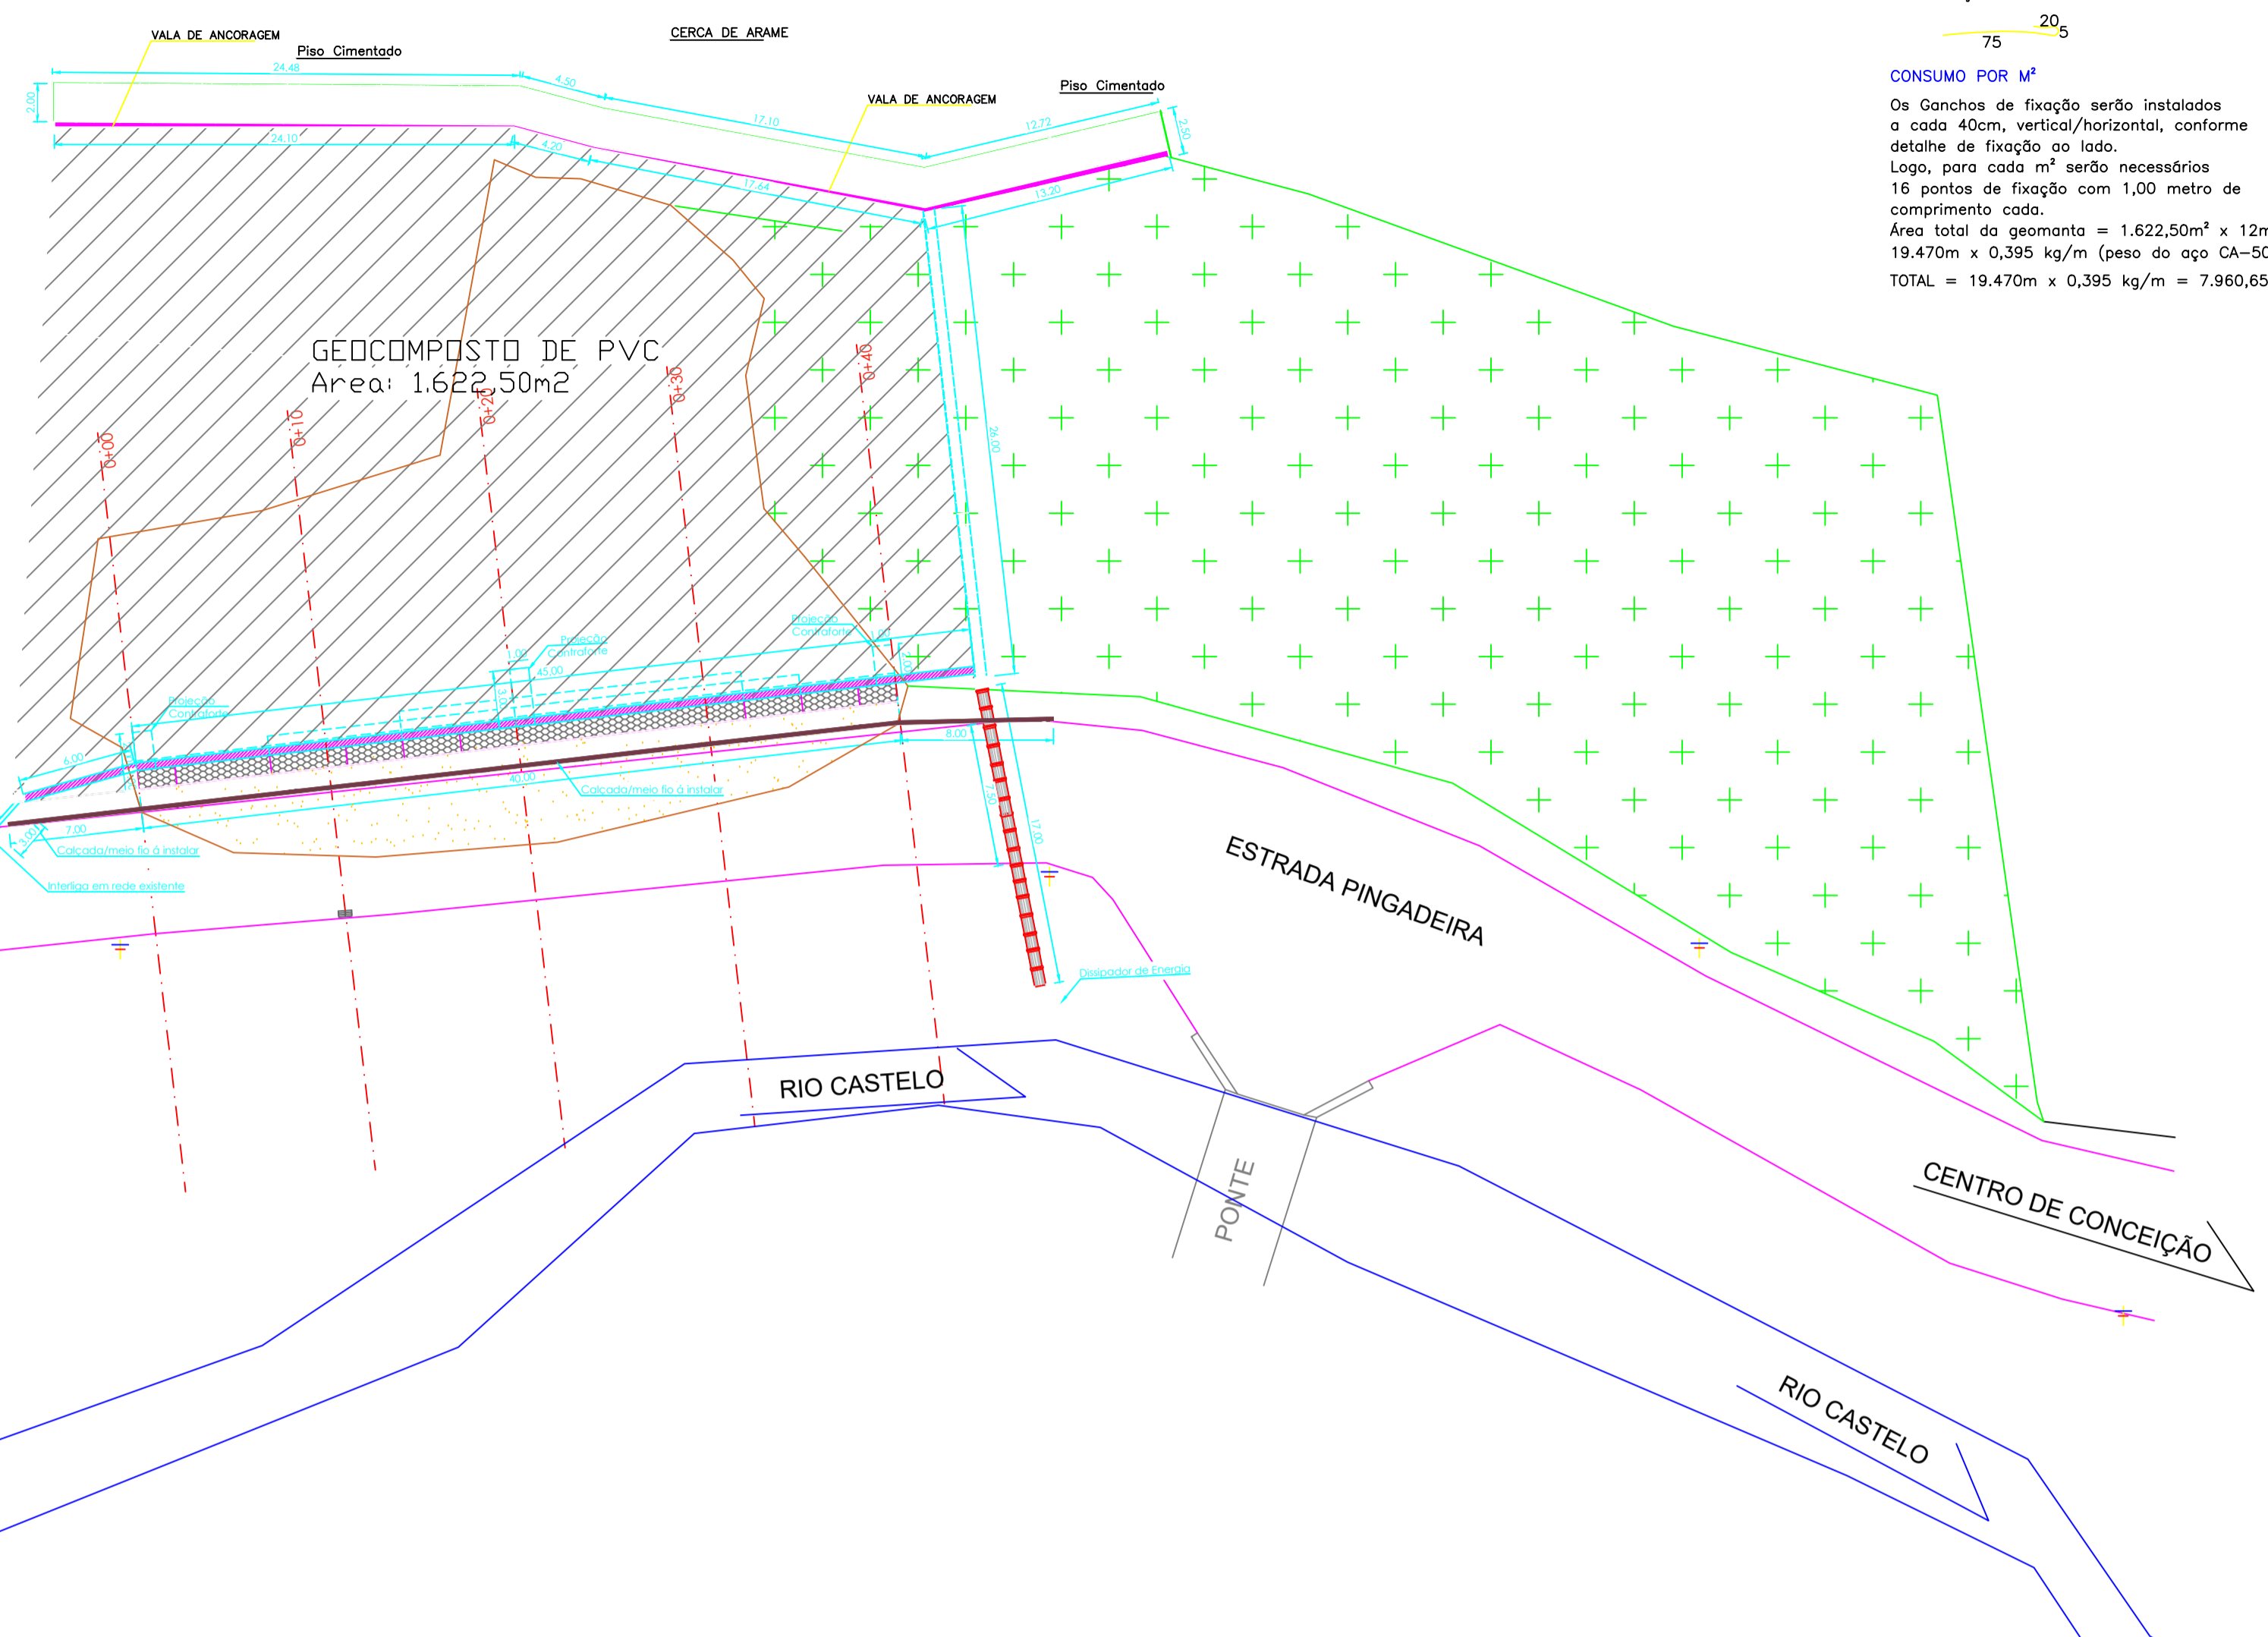 20
5
75
CONSUMO POR M²
Os Ganchos de fixação serão instalados
a cada 40cm, vertical/horizontal, conforme
detalhe de fixação ao lado.
Logo, para cada m² serão necessários
16 pontos de fixação com 1,00 metro de
comprimento cada.
Área total da geomanta = 1.622,50m² x 12m
19.470m x 0,395 kg/m (peso do aço CA-50
TOTAL = 19.470m x 0,395 kg/m = 7.960,65
VALA DE ANCORAGEM
Piso Cimentado
CERCA DE ARAME
24.48
4.50
2.00
17.10
VALA DE ANCORAGEM
Piso Cimentado
12.72
2.50
24.10
4.20
17.64
13.20
GEOCOMPOSTO DE PVC
Area: 1.622,50m2
0+00
0+10
0+20
0+30
0+40
26.00
Projeção
Contraforte
1.00
Projeção
Contraforte
1.00
45.00
Projeção
Contraforte
6.00
8.00
40.00
Calçada/meio fio á instalar
7.50
17.00
7.00
3.00
Calçada/meio fio á instalar
Interliga em rede existente
Dissipador de Energia
ESTRADA PINGADEIRA
RIO CASTELO
PONTE
CENTRO DE CONCEIÇÃO
RIO CASTELO